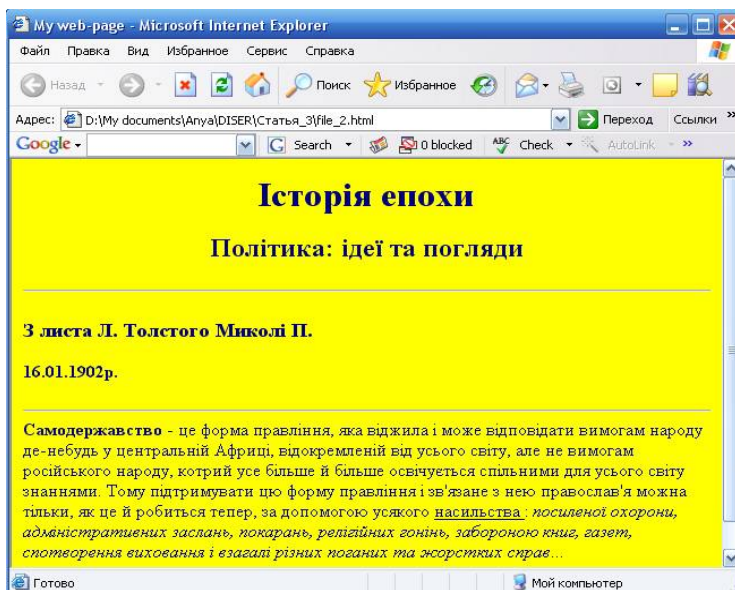 My web-page - Microsoft Internet Explorer
Файл Правка Вид Избранное Сервис Справка
Назад Поиск Избранное
Адрес: D:\My documents\Anya\DISER\Статья_3\file_2.html Переход Ссылки »
Google Search 0 blocked ABC Check AutoLink »
Історія епохи
Політика: ідеї та погляди
З листа Л. Толстого Миколі П.
16.01.1902р.
Самодержавство - це форма правління, яка віджила і може відповідати вимогам народу
де-небудь у центральній Африці, відокремленій від усього світу, але не вимогам
російського народу, котрий усе більше й більше освічується спільними для усього світу
знаннями. Тому підтримувати цю форму правління і зв'язане з нею православ'я можна
тільки, як це й робиться тепер, за допомогою усякого насильства : посиленої охорони,
адміністративних заслань, покарань, релігійних гонінь, забороною книг, газет,
спотворення виховання і взагалі різних поганих та жорстких справ...
Готово Мой компьютер